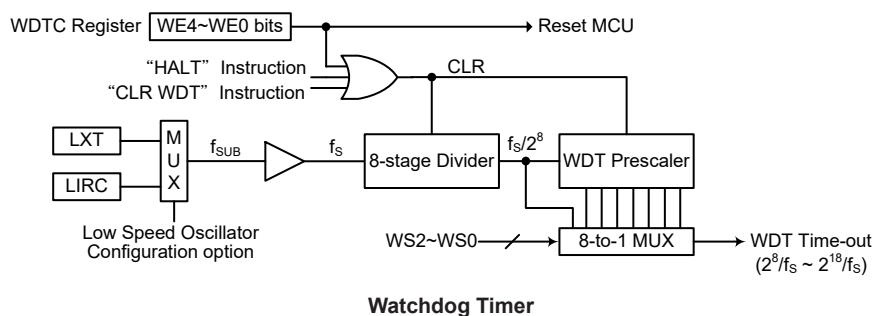 WDTC Register WE4~WE0 bits Reset MCU
“HALT” Instruction CLR
“CLR WDT” Instruction
LXT
LIRC
M
U
X
fSUB
fS
8-stage Divider
fS/2⁸
WDT Prescaler
Low Speed Oscillator
Configuration option
WS2~WS0
8-to-1 MUX
WDT Time-out
(2⁸/fS ~ 2¹⁸/fS)
Watchdog Timer